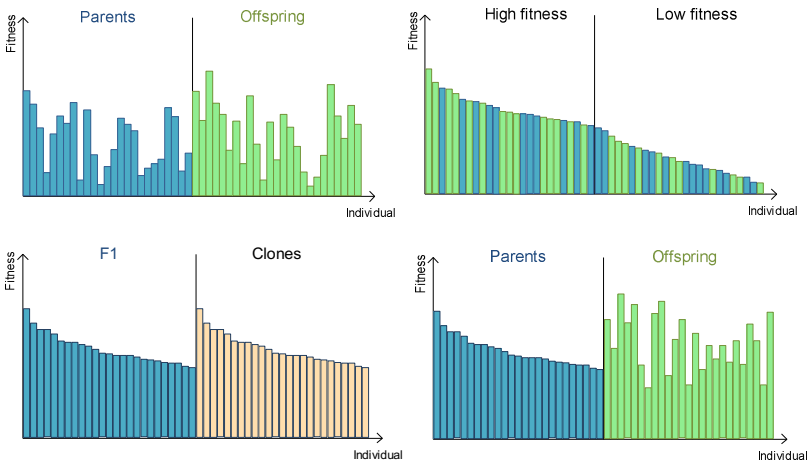 Parents Offspring
Fitness
Individual
High fitness Low fitness
Fitness
Individual
F1 Clones
Fitness
Individual
Parents Offspring
Fitness
Individual